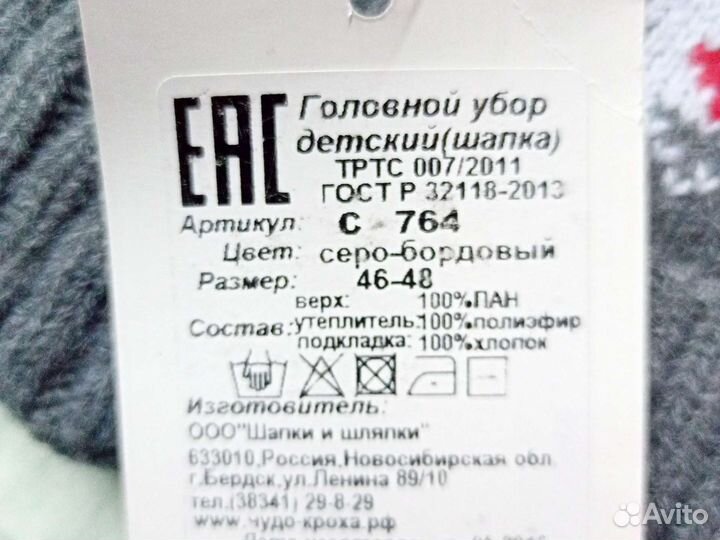 EAC
Головной убор
детский(шапка)
ТРТС 007/2011
ГОСТ Р 32118-2013
Артикул: С - 764
Цвет: серо-бордовый
Размер: 46-48
верх: 100%ПАН
Состав: утеплитель:100%полиэфир
подкладка: 100%хлопок
Изготовитель:
ООО"Шапки и шляпки"
633010,Россия,Новосибирская обл.
г.Бердск,ул.Ленина 89/10
тел.(38341) 29-8-29
www.чудо-кроха.рф
Avito